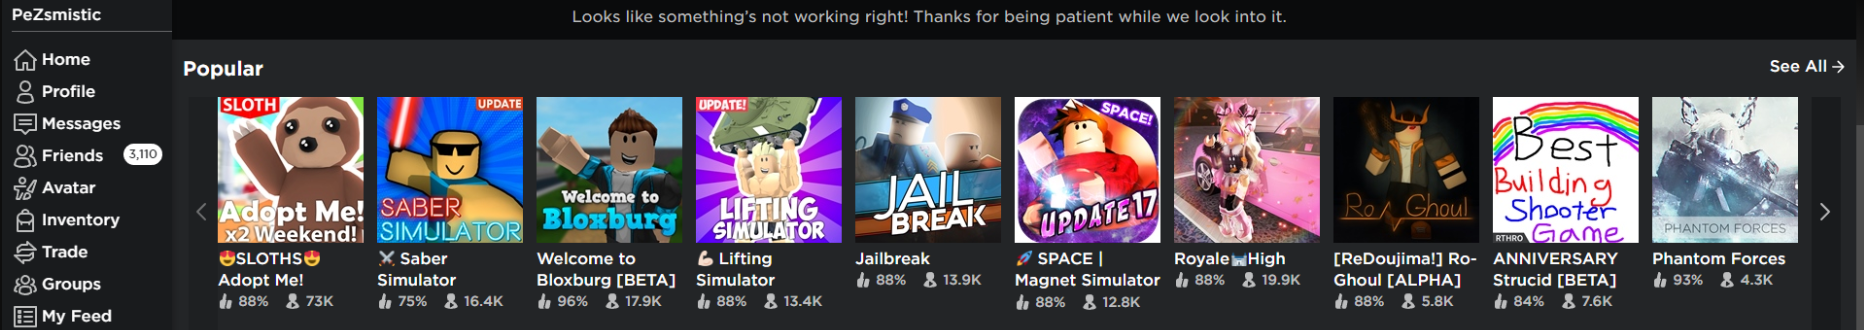 PeZsmistic
Looks like something's not working right! Thanks for being patient while we look into it.
Home
Profile
Messages
Friends 3,110
Avatar
Inventory
Trade
Groups
My Feed
Popular
See All →
SLOTH
Adopt Me!
x2 Weekend!
😍SLOTHS😍
Adopt Me!
88% 73K
UPDATE
SABER
SIMULATOR
⚔️ Saber
Simulator
75% 16.4K
Welcome to
Bloxburg
Welcome to
Bloxburg [BETA]
96% 17.9K
UPDATE!
LIFTING
SIMULATOR
💪🏻 Lifting
Simulator
88% 13.4K
JAIL
BREAK
Jailbreak
88% 13.9K
SPACE!
UPDATE 17
🚀 SPACE |
Magnet Simulator
88% 12.8K
Royale🏰High
88% 19.9K
Ro Ghoul
[ReDoujima!] Ro-
Ghoul [ALPHA]
88% 5.8K
Best
Building
Shooter
Game
RTHRO
ANNIVERSARY
Strucid [BETA]
84% 7.6K
PHANTOM FORCES
Phantom Forces
93% 4.3K